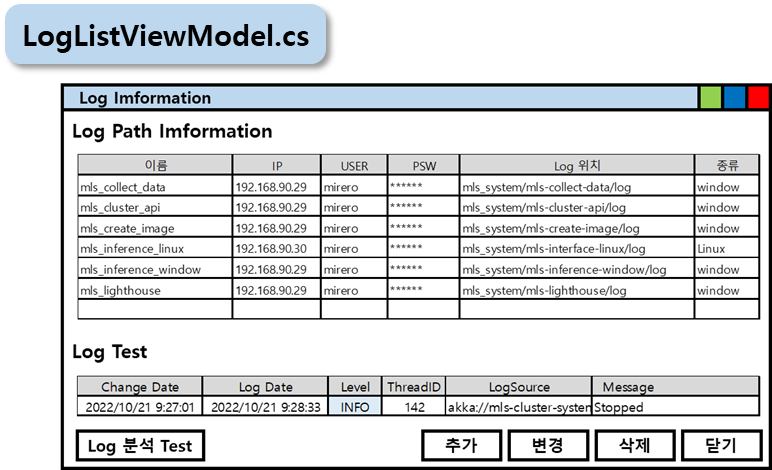 LogListViewModel.cs
Log Imformation
Log Path Imformation
이름 IP USER PSW Log 위치 종류
mls_collect_data 192.168.90.29 mirero ****** mls_system/mls-collect-data/log window
mls_cluster_api 192.168.90.29 mirero ****** mls_system/mls-cluster-api/log window
mls_create_image 192.168.90.29 mirero ****** mls_system/mls-create-image/log window
mls_inference_linux 192.168.90.30 mirero ****** mls_system/mls-interface-linux/log Linux
mls_inference_window 192.168.90.29 mirero ****** mls_system/mls-inference-window/log window
mls_lighthouse 192.168.90.29 mirero ****** mls_system/mls-lighthouse/log window
Log Test
Change Date Log Date Level ThreadID LogSource Message
2022/10/21 9:27:01 2022/10/21 9:28:33 INFO 142 akka://mls-cluster-system Stopped
Log 분석 Test 추가 변경 삭제 닫기